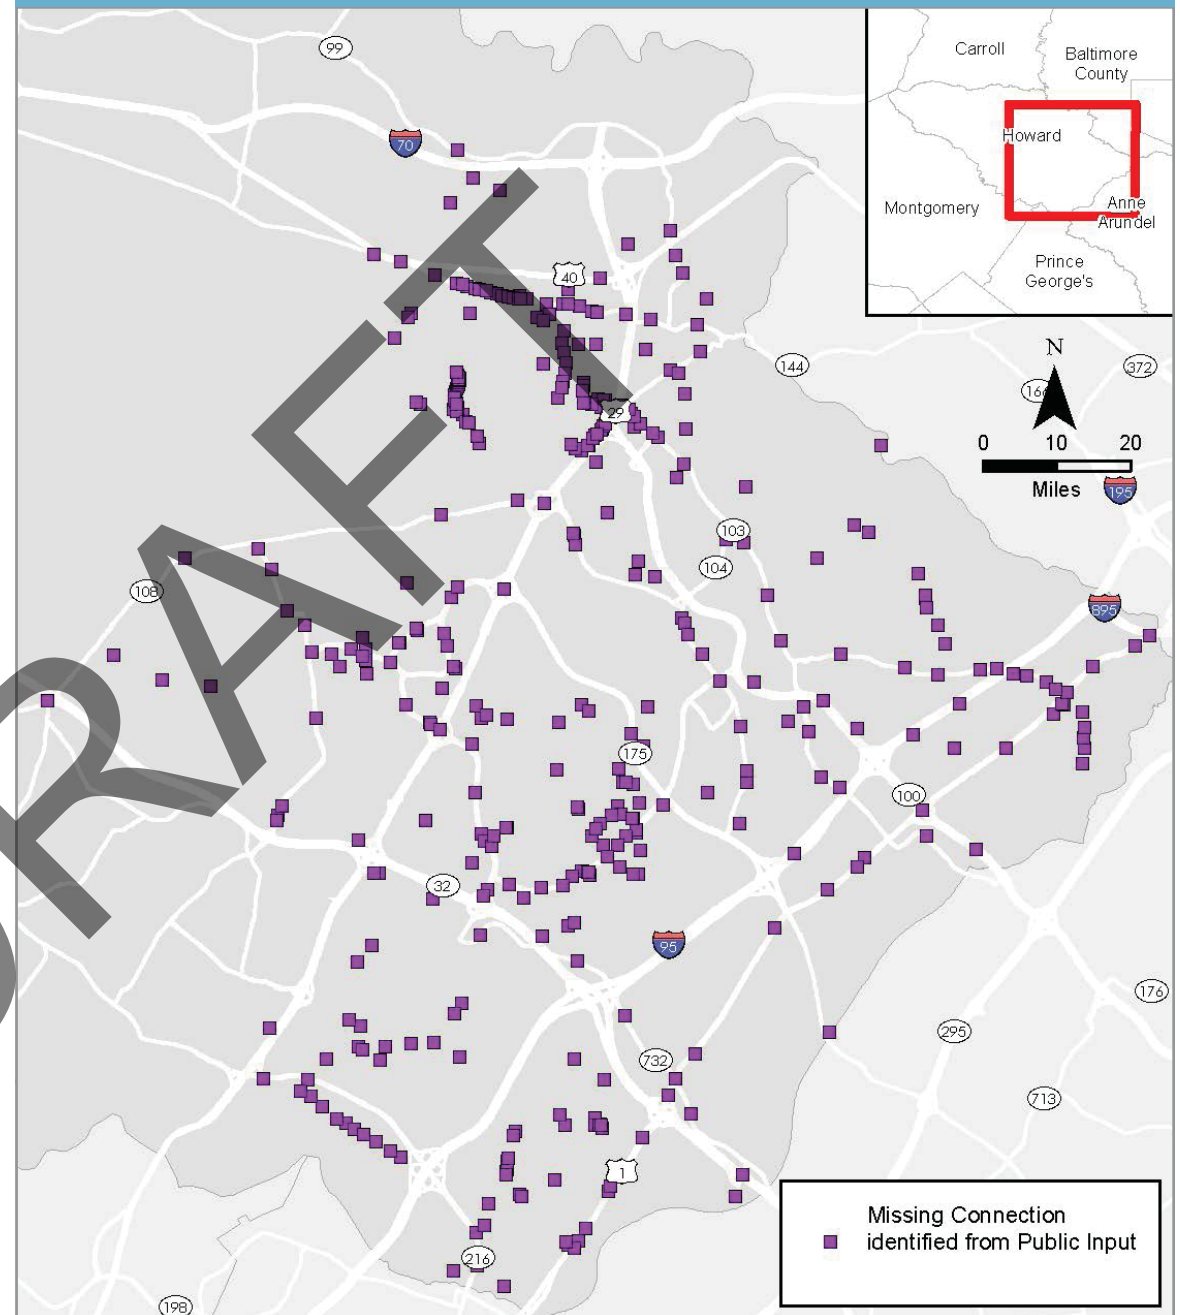 99
Carroll
Baltimore
County
70
Howard
Montgomery
Anne
Arundel
Prince
George's
40
N
144
372
166
29
0 10 20
Miles
195
103
104
108
895
175
100
32
95
176
295
732
713
1
Missing Connection
identified from Public Input
216
198
DRAFT